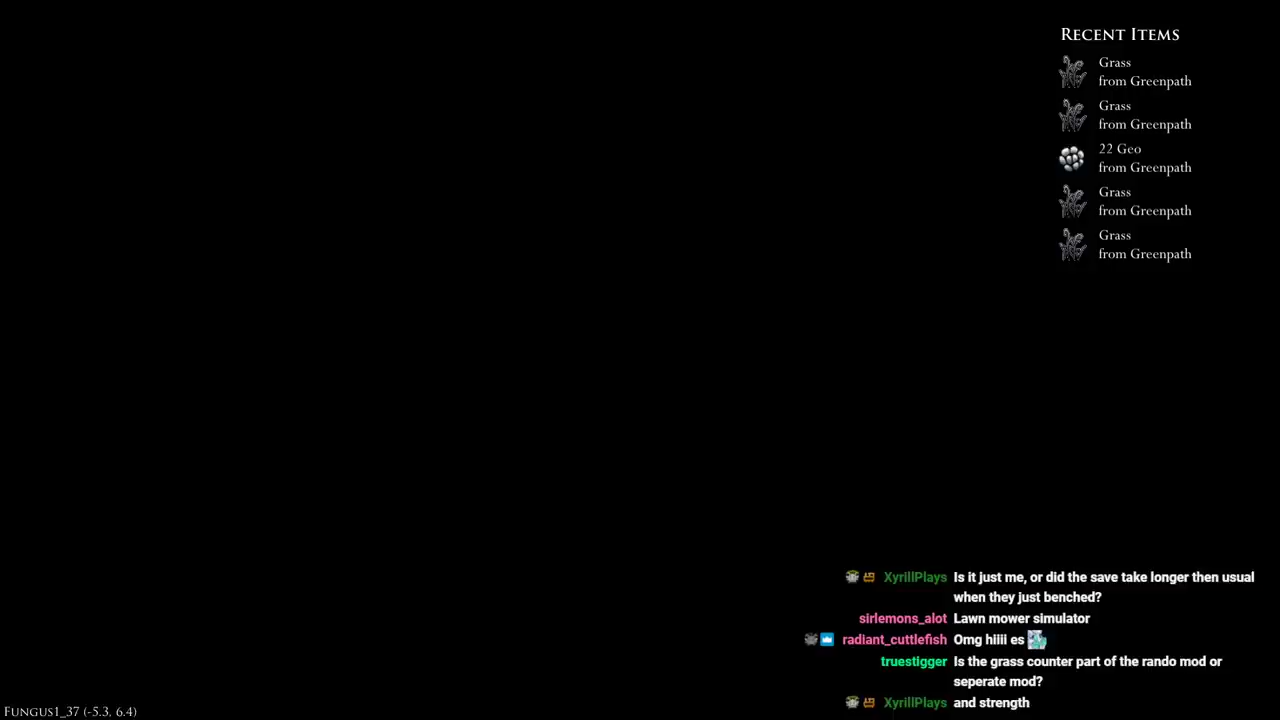 Recent Items
Grass
from Greenpath
Grass
from Greenpath
22 Geo
from Greenpath
Grass
from Greenpath
Grass
from Greenpath
XyrillPlays Is it just me, or did the save take longer then usual
when they just benched?
sirlemons_alot Lawn mower simulator
radiant_cuttlefish Omg hiiii es
truestigger Is the grass counter part of the rando mod or
seperate mod?
XyrillPlays and strength
Fungus1_37 (-5.3, 6.4)